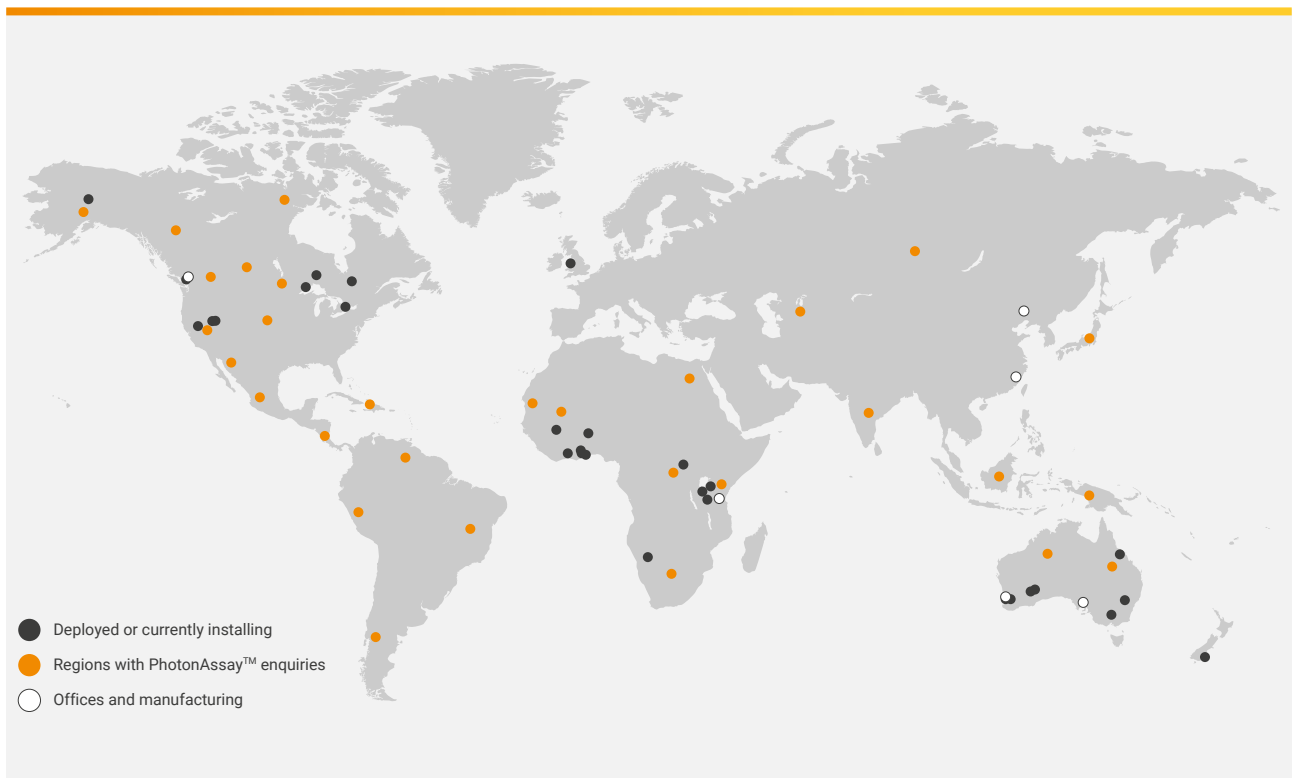 Deployed or currently installing
Regions with PhotonAssay™ enquiries
Offices and manufacturing